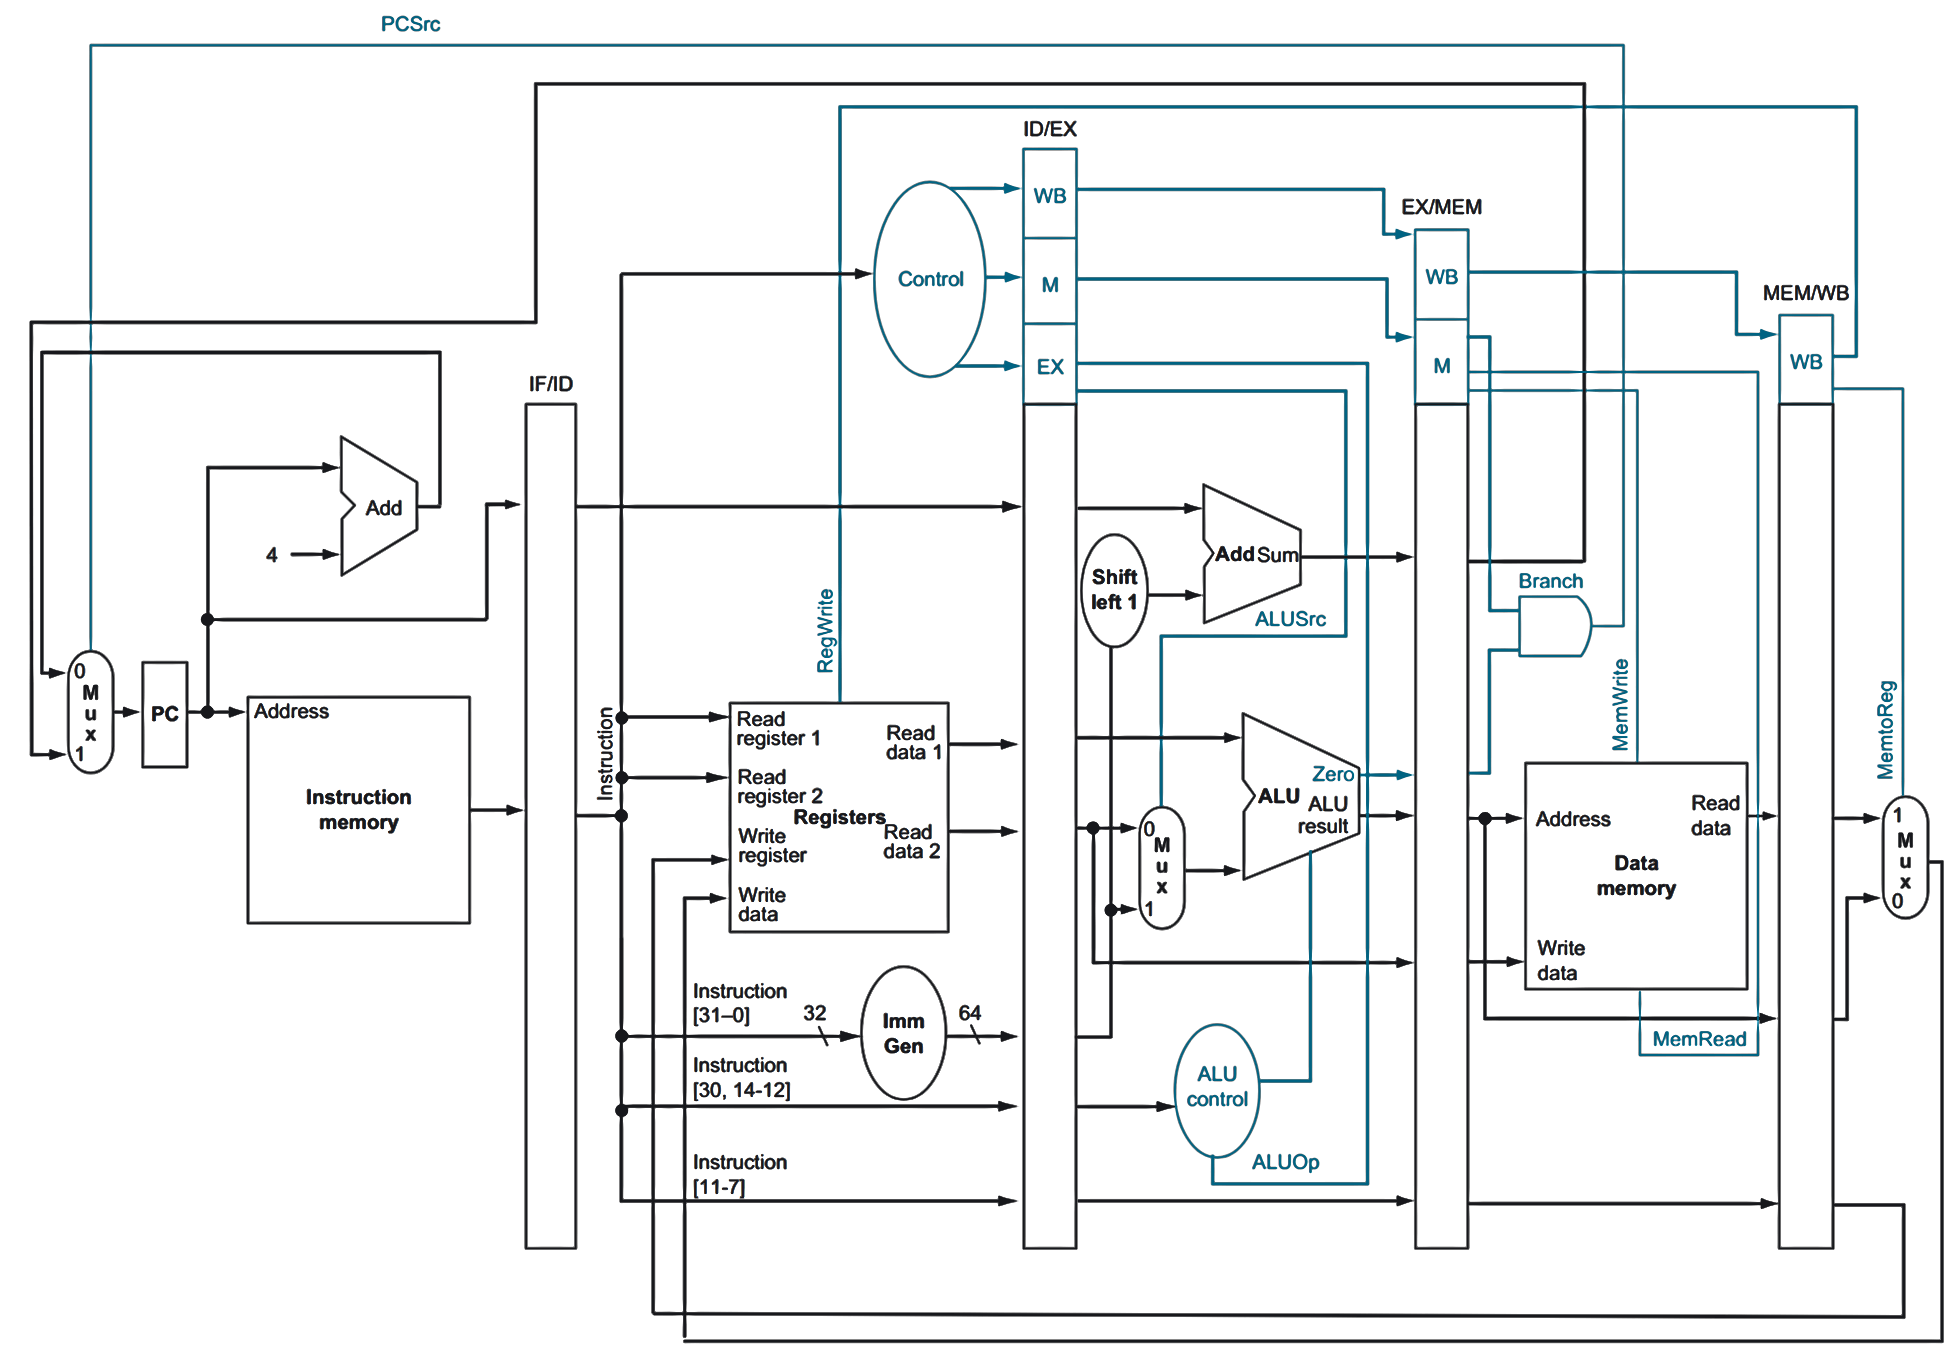 PCSrc
ID/EX
WB
EX/MEM
Control
M
WB
MEM/WB
EX
M
WB
IF/ID
Add
4
Add Sum
Shift
left 1
Branch
ALUSrc
RegWrite
MemWrite
MemtoReg
Instruction
0
M
u
x
1
PC
Address
Instruction
memory
Read
register 1
Read
register 2
Write
register
Write
data
Registers
Read
data 1
Read
data 2
0
M
u
x
1
Zero
ALU
ALU
result
Address
Read
data
Data
memory
Write
data
1
M
u
x
0
Instruction
[31–0]
32
Imm
Gen
64
MemRead
Instruction
[30, 14-12]
ALU
control
Instruction
[11-7]
ALUOp